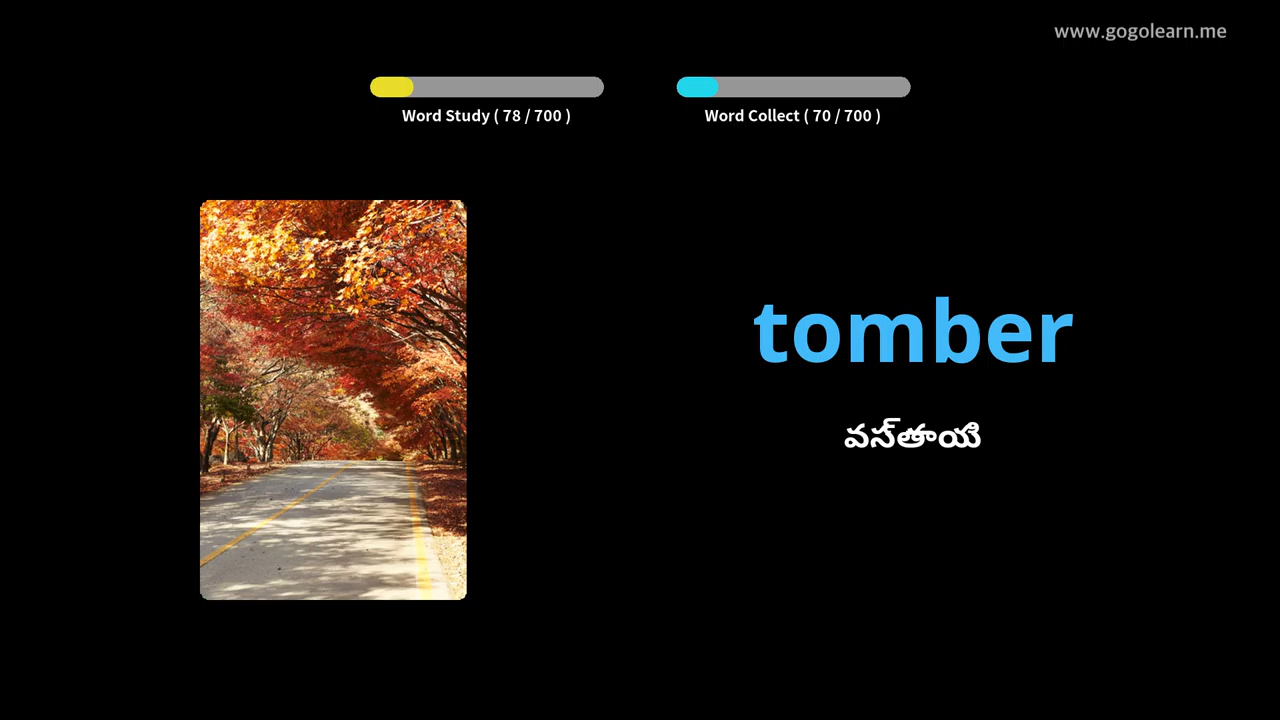 www.gogolearn.me
Word Study ( 78 / 700 )
Word Collect ( 70 / 700 )
tomber
వస్తాయి